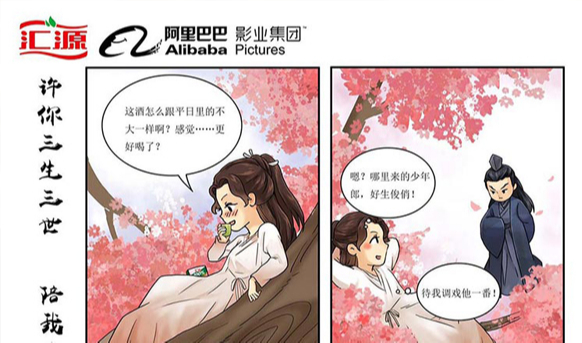 汇源
阿里巴巴 影业集团
Alibaba Pictures
许你三生三世
陪我
这酒怎么跟平日里的不
大一样啊？感觉……更
好喝了？
嗯？哪里来的少年
郎，好生俊俏！
待我调戏他一番！